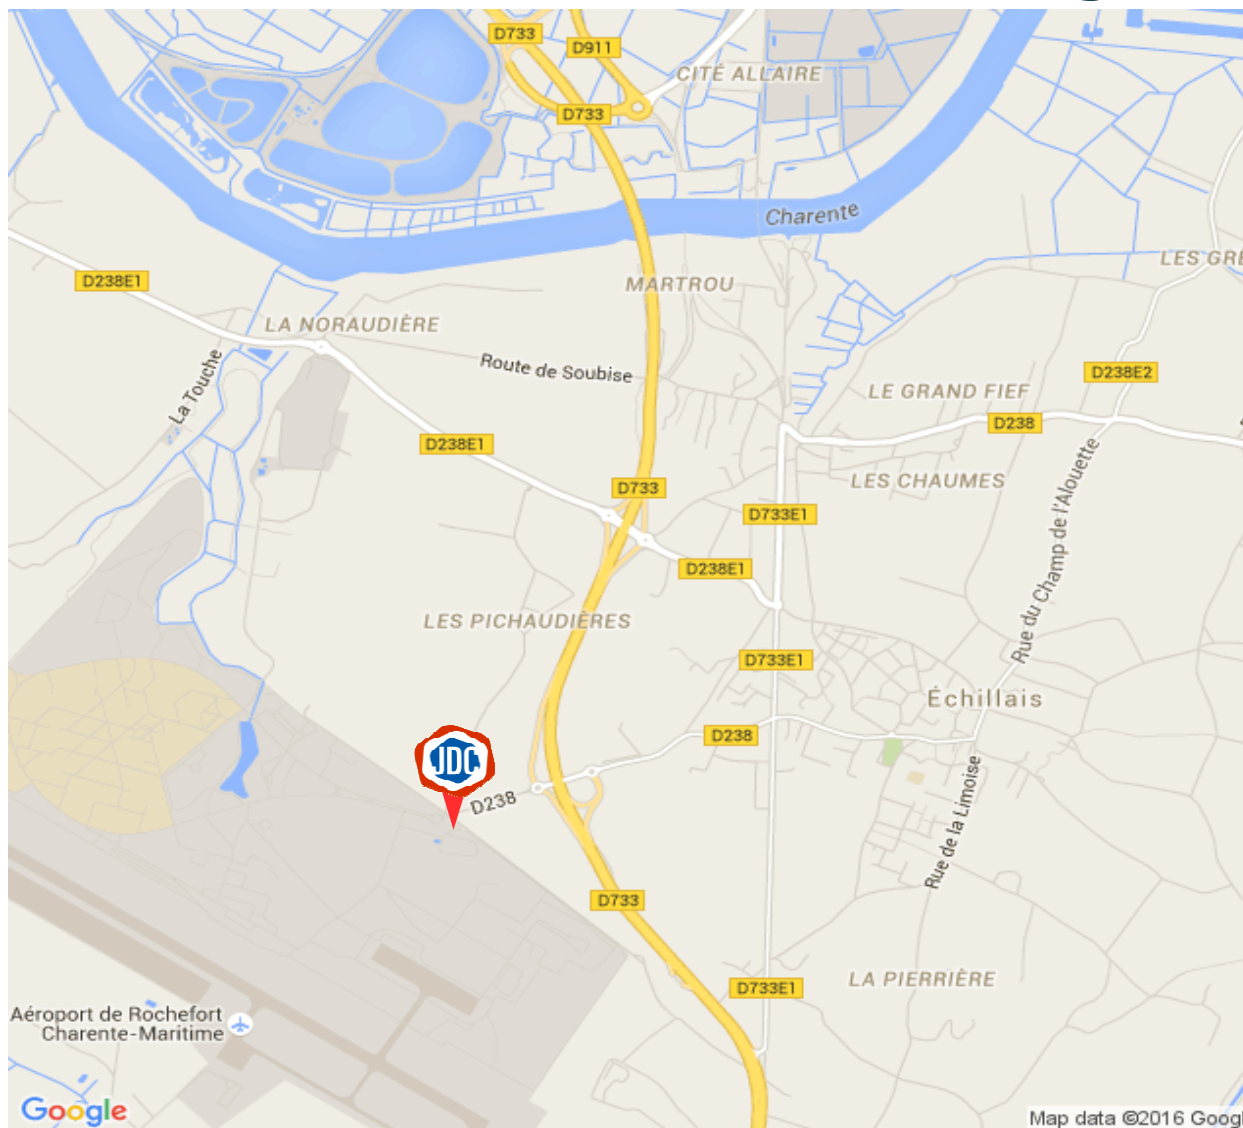 D733
D911
CITÉ ALLAIRE
D733
Charente
LES GRÈ
D238E1
MARTROU
LA NORAUDIÈRE
Route de Soubise
La Touche
D238E2
LE GRAND FIEF
D238
D238E1
LES CHAUMES
Rue du Champ de l'Alouette
D733
D733E1
D238E1
LES PICHAUDIÈRES
D733E1
Échillais
D238
JDC
D238
Rue de la Limoise
D733
LA PIERRIÈRE
D733E1
Aéroport de Rochefort
Charente-Maritime
Google
Map data ©2016 Googl